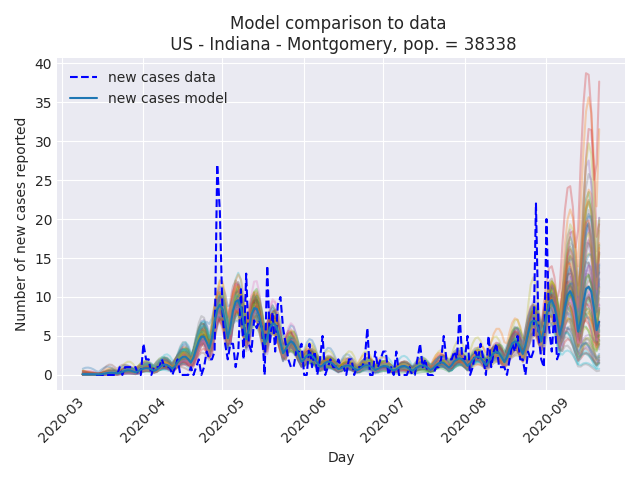 Model comparison to data
US - Indiana - Montgomery, pop. = 38338
40
35
30
25
20
15
10
5
0
Number of new cases reported
new cases data
new cases model
2020-03
2020-04
2020-05
2020-06
2020-07
2020-08
2020-09
Day